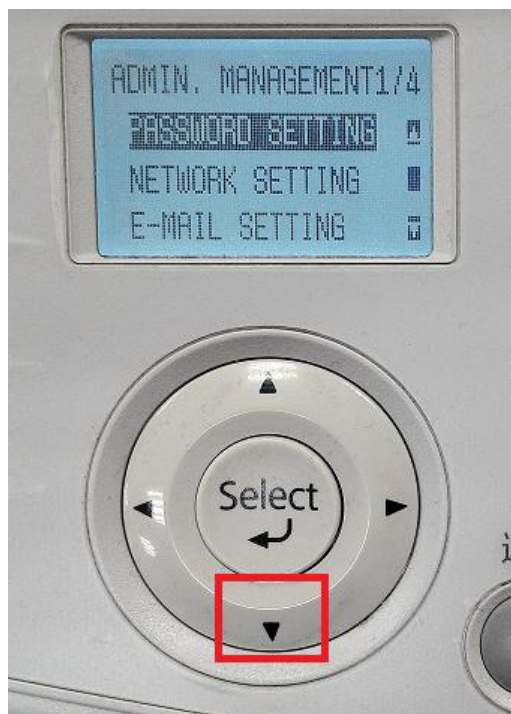 ADMIN. MANAGEMENT1/4
PASSWORD SETTING
NETWORK SETTING
E-MAIL SETTING
Select